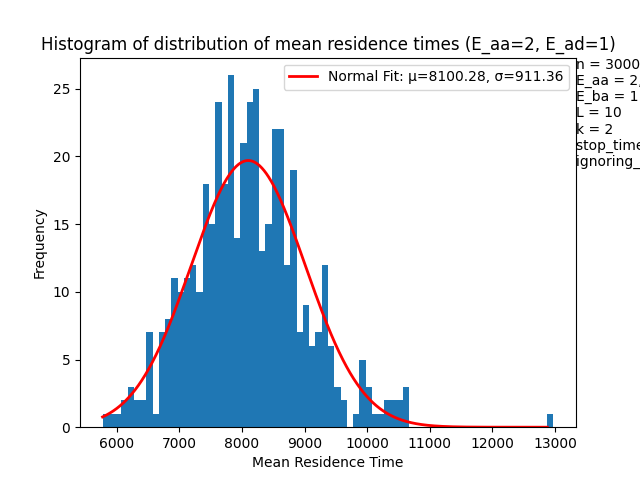 Histogram of distribution of mean residence times (E_aa=2, E_ad=1)
Normal Fit: μ=8100.28, σ=911.36
n = 3000
E_aa = 2,
E_ba = 1
L = 10
k = 2
stop_time
ignoring_
Frequency
25
20
15
10
5
0
6000 7000 8000 9000 10000 11000 12000 13000
Mean Residence Time